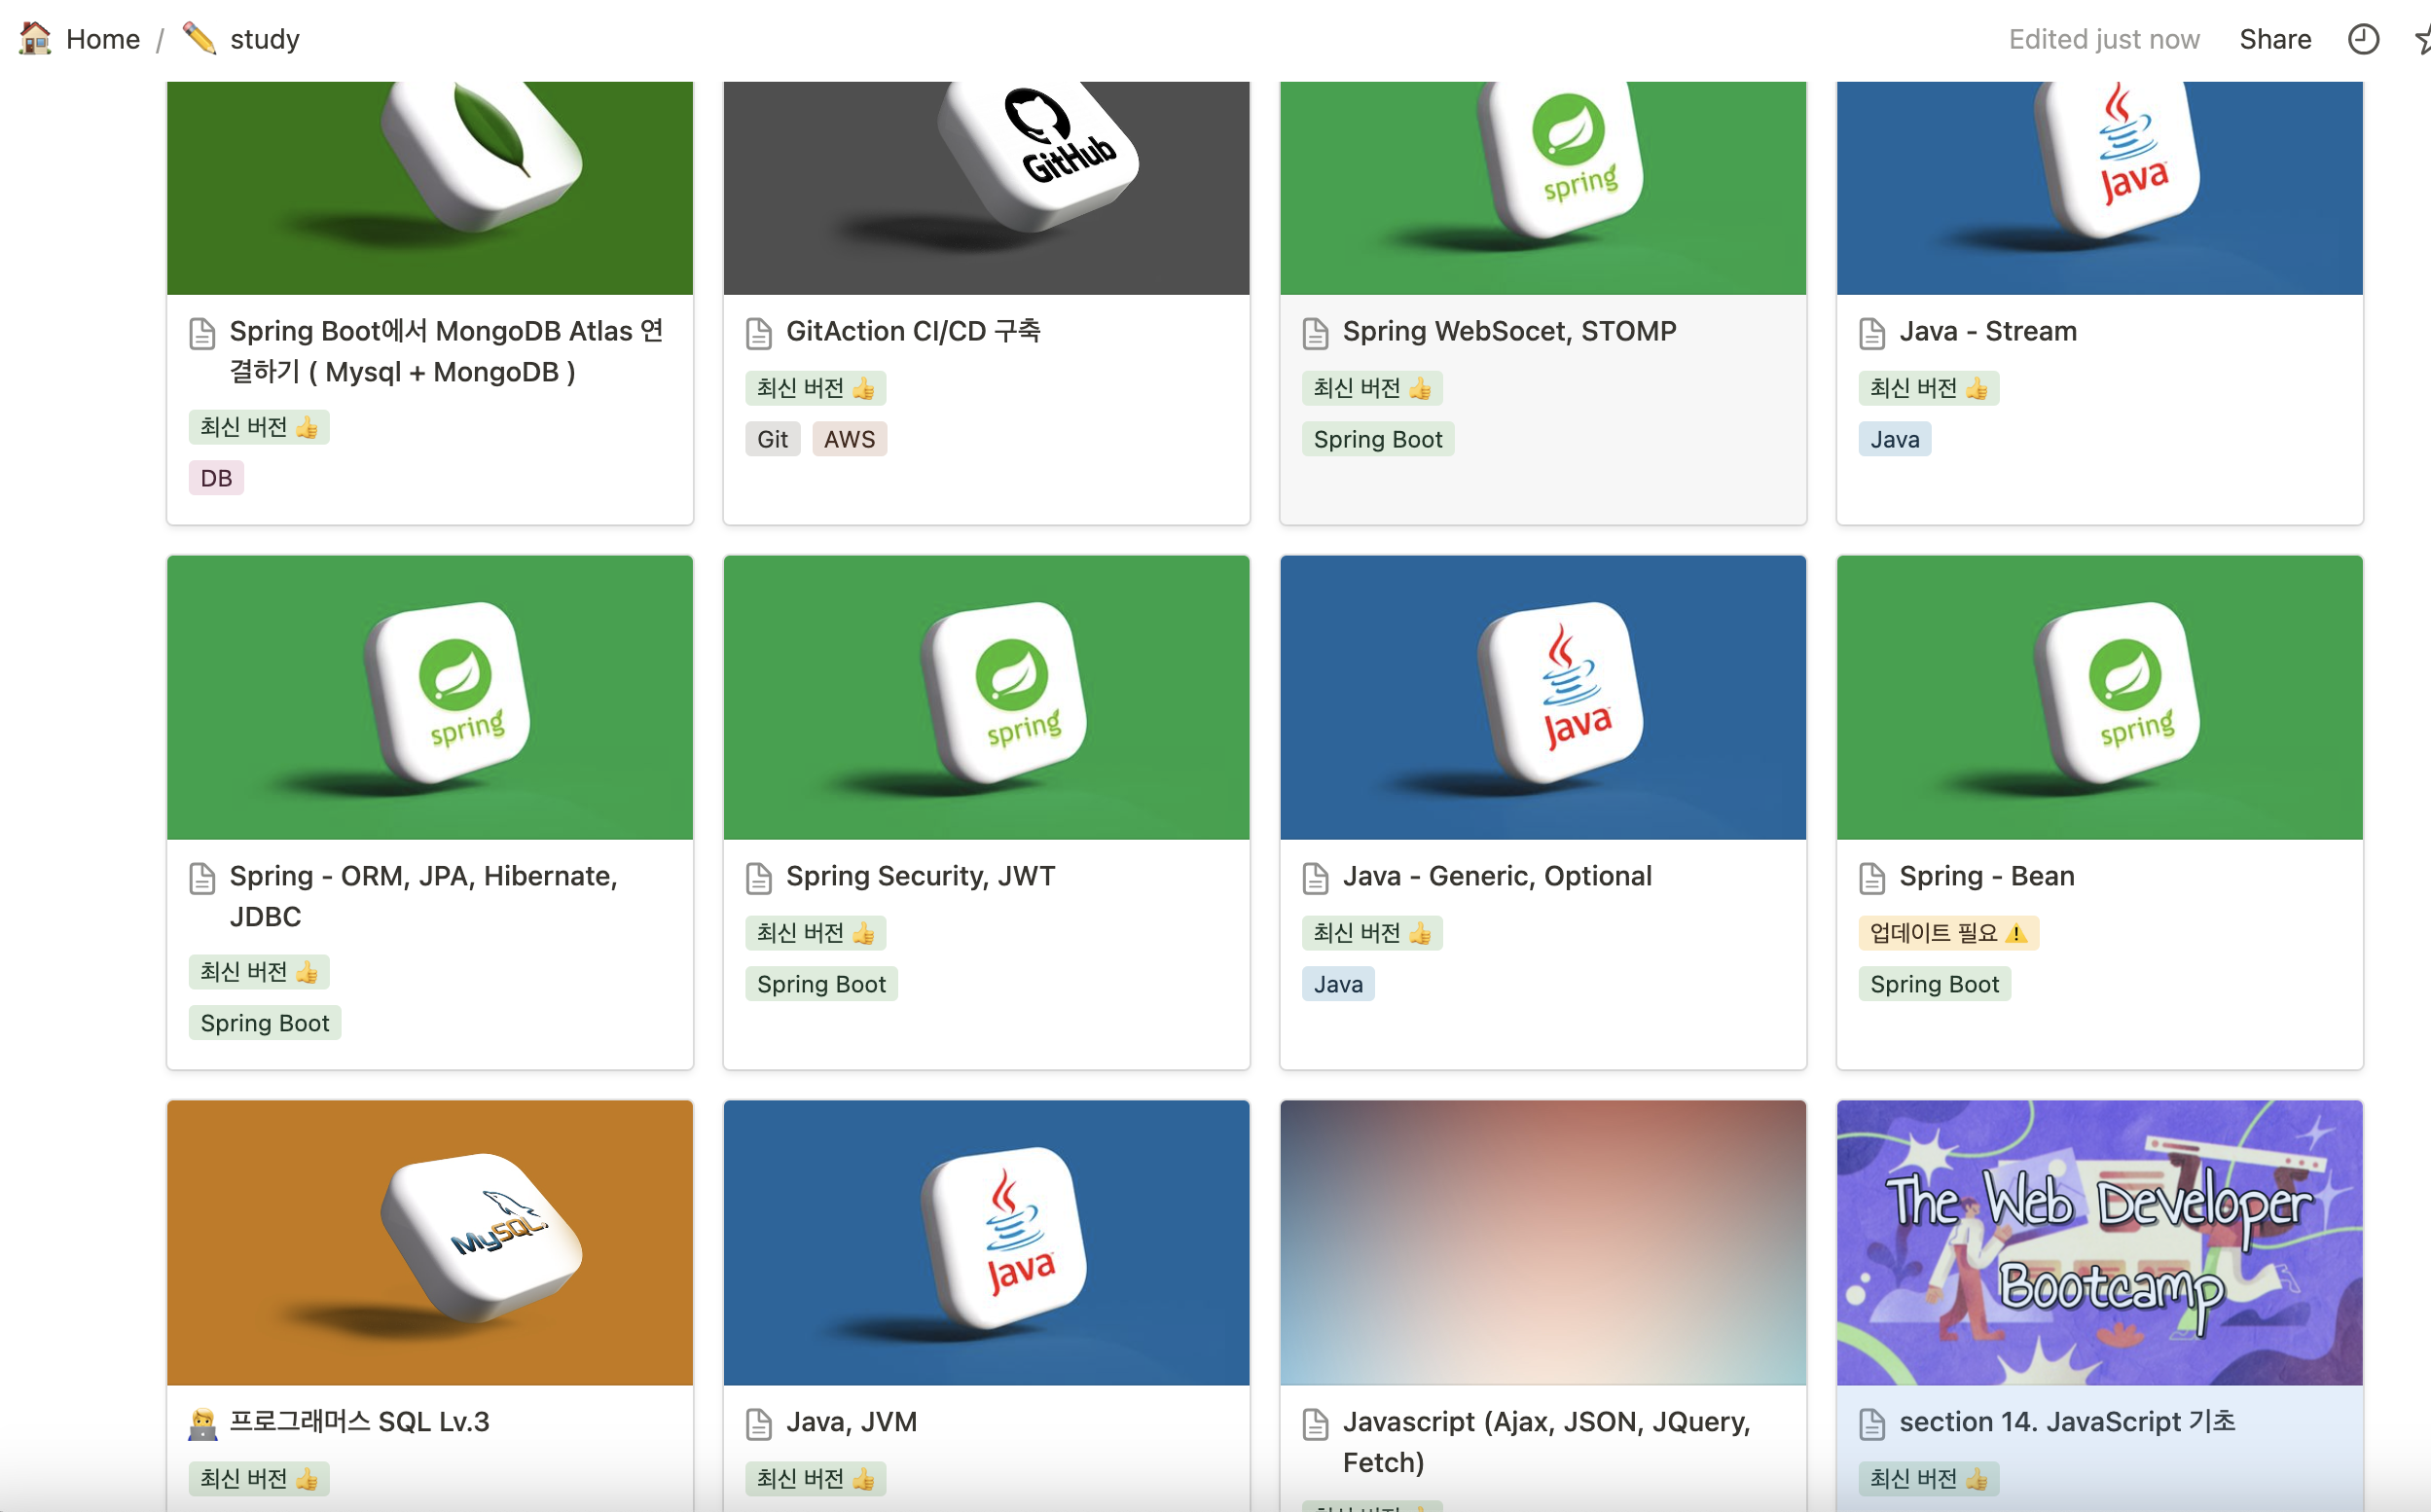 Home / study
Edited just now Share
GitHub
spring
Java
Spring Boot에서 MongoDB Atlas 연
결하기 ( Mysql + MongoDB )
최신 버전 👍
DB
GitAction CI/CD 구축
최신 버전 👍
Git AWS
Spring WebSocet, STOMP
최신 버전 👍
Spring Boot
Java - Stream
최신 버전 👍
Java
spring
spring
Java
spring
Spring - ORM, JPA, Hibernate,
JDBC
최신 버전 👍
Spring Boot
Spring Security, JWT
최신 버전 👍
Spring Boot
Java - Generic, Optional
최신 버전 👍
Java
Spring - Bean
업데이트 필요 ⚠️
Spring Boot
MySQL
Java
The Web Developer
Bootcamp
프로그래머스 SQL Lv.3
최신 버전 👍
Java, JVM
최신 버전 👍
Javascript (Ajax, JSON, JQuery,
Fetch)
section 14. JavaScript 기초
최신 버전 👍